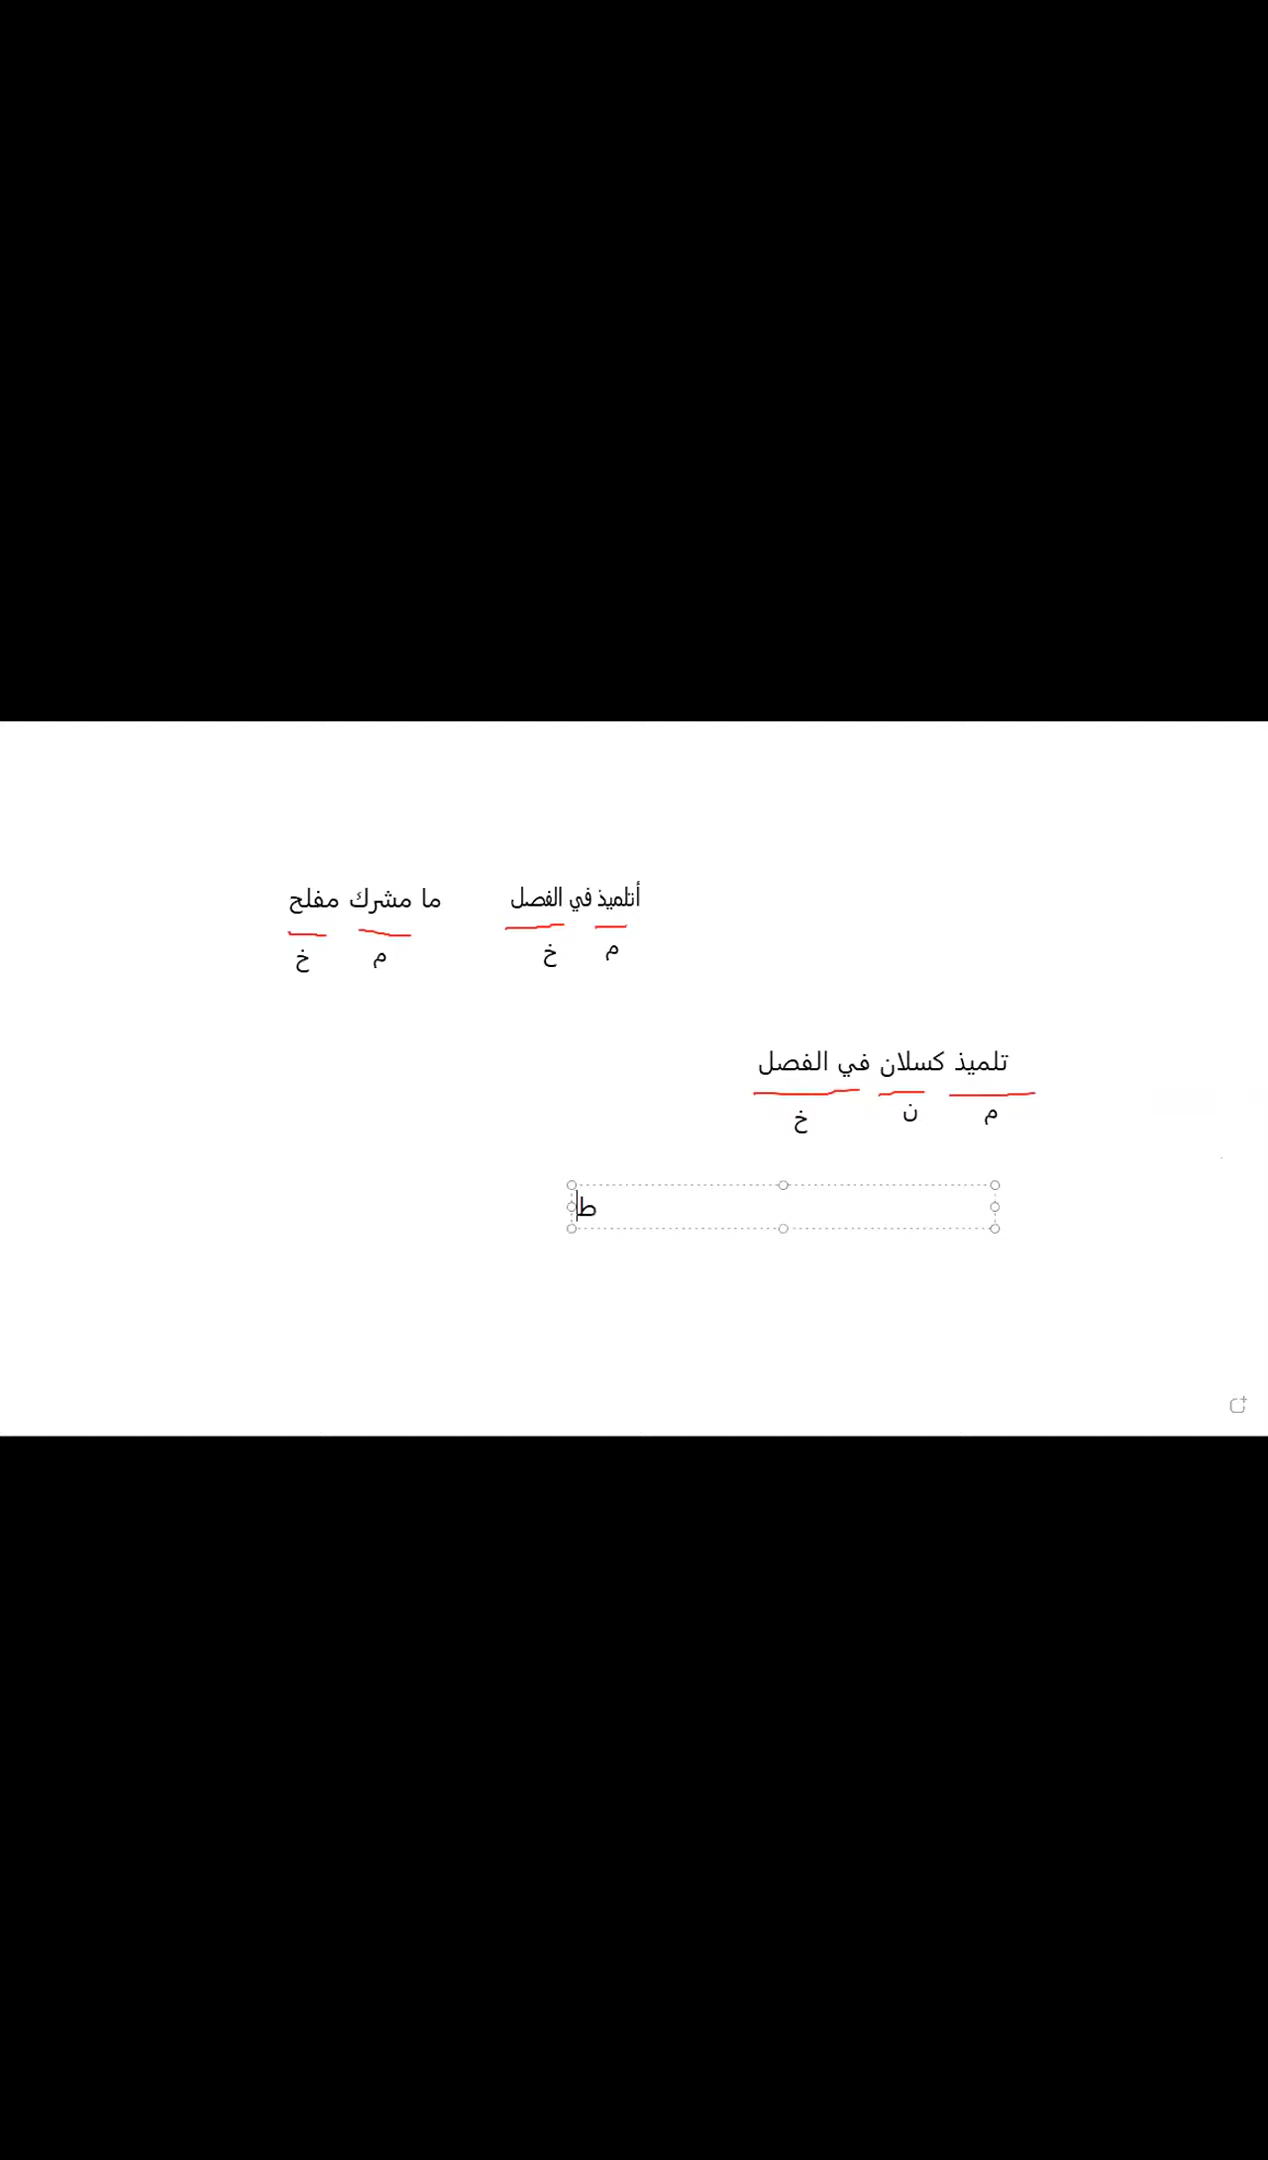 أتلميذ في الفصل
م خ
ما مشرك مفلح
م خ
تلميذ كسلان في الفصل
م ن خ
ط